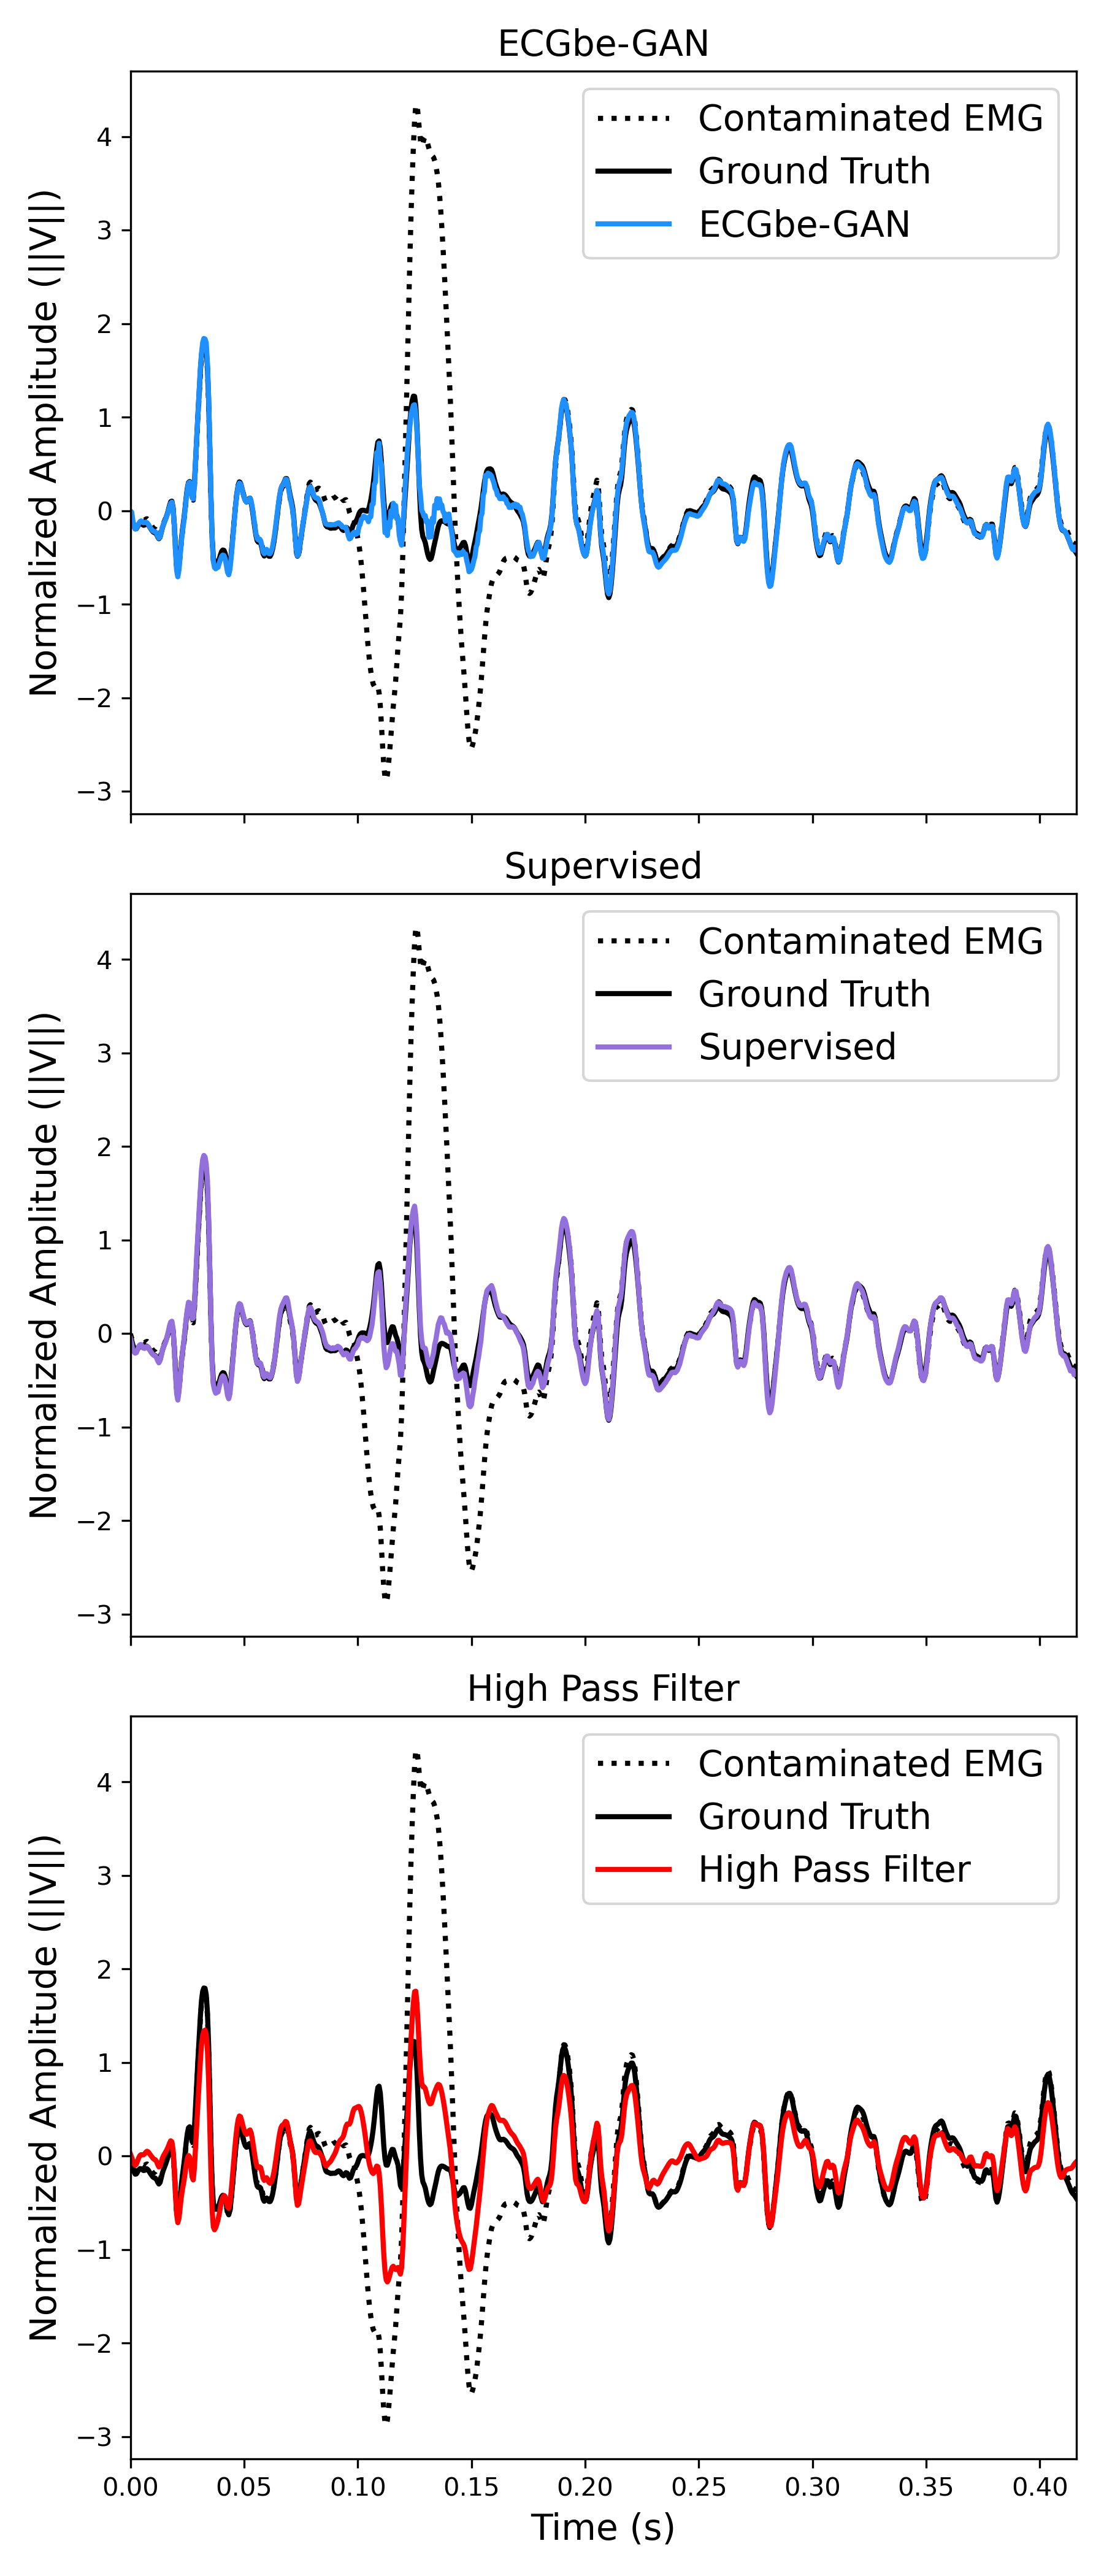 ECGbe-GAN
Contaminated EMG
Ground Truth
ECGbe-GAN
Normalized Amplitude (||V||)
4
3
2
1
0
−1
−2
−3
Supervised
Contaminated EMG
Ground Truth
Supervised
Normalized Amplitude (||V||)
4
3
2
1
0
−1
−2
−3
High Pass Filter
Contaminated EMG
Ground Truth
High Pass Filter
Normalized Amplitude (||V||)
4
3
2
1
0
−1
−2
−3
0.00 0.05 0.10 0.15 0.20 0.25 0.30 0.35 0.40
Time (s)